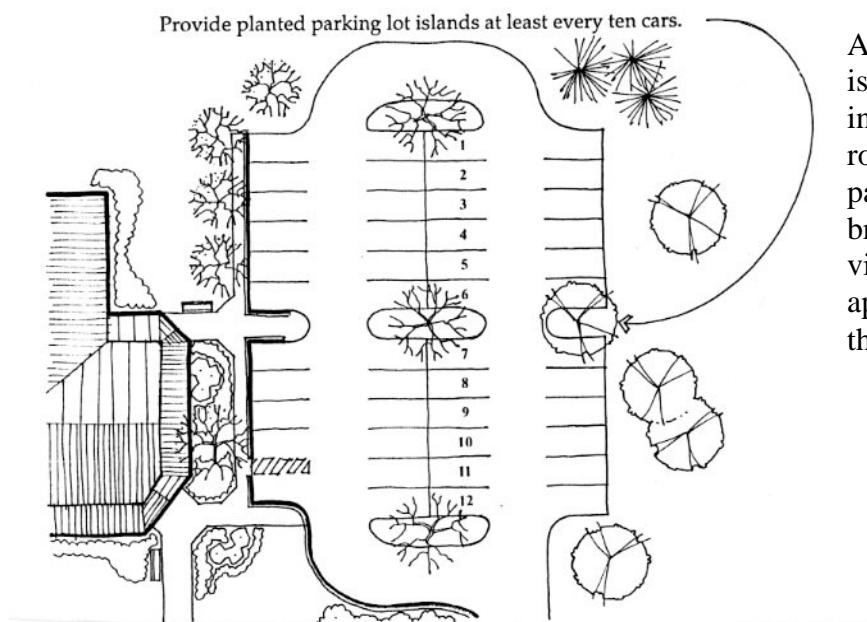 Provide planted parking lot islands at least every ten cars.
1
2
3
4
5
6
7
8
9
10
11
12
A
is
in
ro
pa
br
vi
ap
th